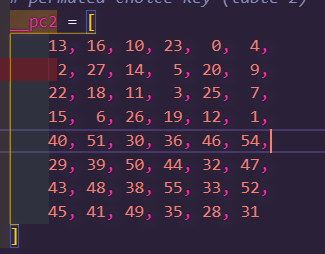 # permuted choice key (table 2)
__pc2 = [
13, 16, 10, 23, 0, 4,
2, 27, 14, 5, 20, 9,
22, 18, 11, 3, 25, 7,
15, 6, 26, 19, 12, 1,
40, 51, 30, 36, 46, 54,
29, 39, 50, 44, 32, 47,
43, 48, 38, 55, 33, 52,
45, 41, 49, 35, 28, 31
]